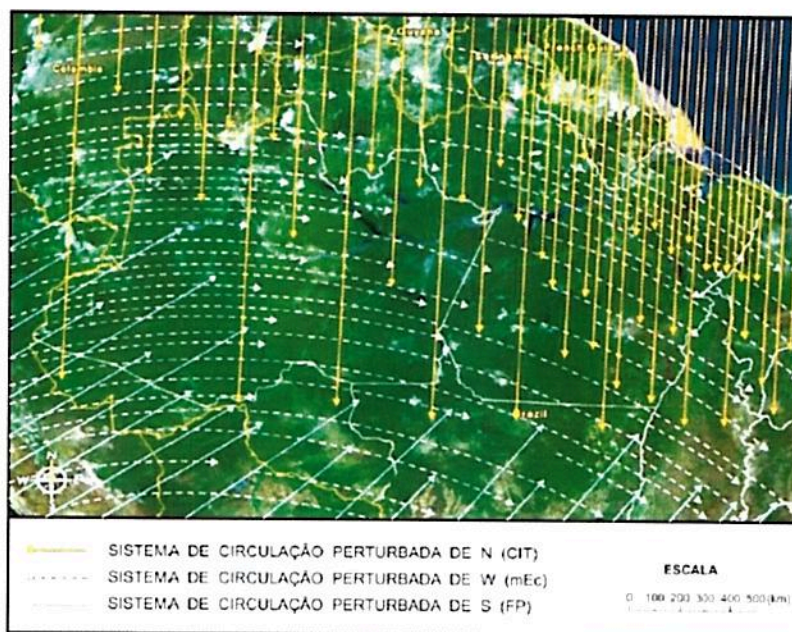 Guyana
Colombia
Brazil
N
W
SISTEMA DE CIRCULAÇÃO PERTURBADA DE N (CIT)
SISTEMA DE CIRCULAÇÃO PERTURBADA DE W (mEc)
SISTEMA DE CIRCULAÇÃO PERTURBADA DE S (FP)
ESCALA
0 100 200 300 400 500 (km)